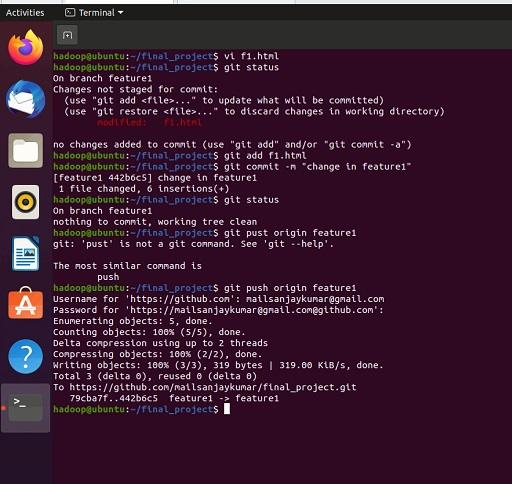 Activities
Terminal
hadoop@ubuntu:~/final_project$ vi f1.html
hadoop@ubuntu:~/final_project$ git status
On branch feature1
Changes not staged for commit:
  (use "git add <file>..." to update what will be committed)
  (use "git restore <file>..." to discard changes in working directory)
        modified:   f1.html

no changes added to commit (use "git add" and/or "git commit -a")
hadoop@ubuntu:~/final_project$ git add f1.html
hadoop@ubuntu:~/final_project$ git commit -m "change in feature1"
[feature1 442b6c5] change in feature1
 1 file changed, 6 insertions(+)
hadoop@ubuntu:~/final_project$ git status
On branch feature1
nothing to commit, working tree clean
hadoop@ubuntu:~/final_project$ git pust origin feature1
git: 'pust' is not a git command. See 'git --help'.

The most similar command is
        push
hadoop@ubuntu:~/final_project$ git push origin feature1
Username for 'https://github.com': mailsanjaykumar@gmail.com
Password for 'https://mailsanjaykumar@gmail.com@github.com':
Enumerating objects: 5, done.
Counting objects: 100% (5/5), done.
Delta compression using up to 2 threads
Compressing objects: 100% (2/2), done.
Writing objects: 100% (3/3), 319 bytes | 319.00 KiB/s, done.
Total 3 (delta 0), reused 0 (delta 0)
To https://github.com/mailsanjaykumar/final_project.git
   79cba7f..442b6c5  feature1 -> feature1
hadoop@ubuntu:~/final_project$